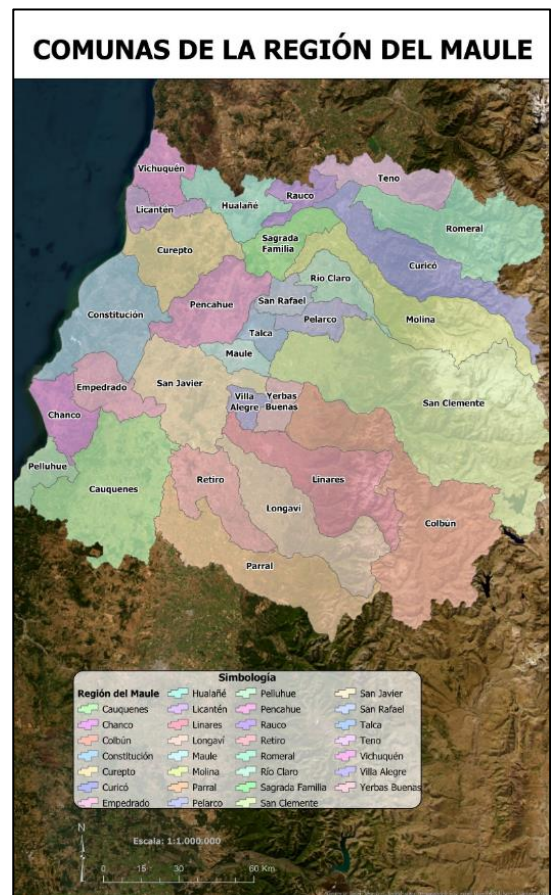 COMUNAS DE LA REGIÓN DEL MAULE
Vichuquén
Teno
Licantén
Hualañé
Rauco
Romeral
Curepto
Sagrada
Familia
Curicó
Río Claro
Constitución
Pencahue
San Rafael
Pelarco
Molina
Talca
Maule
Empedrado
San Javier
Villa
Alegre
Yerbas
Buenas
San Clemente
Chanco
Pelluhue
Cauquenes
Retiro
Linares
Longaví
Colbún
Parral
Simbología
Región del Maule
Cauquenes
Chanco
Colbún
Constitución
Curepto
Curicó
Empedrado
Hualañé
Licantén
Linares
Longaví
Maule
Molina
Parral
Pelarco
Pelluhue
Pencahue
Rauco
Retiro
Romeral
Río Claro
Sagrada Familia
San Clemente
San Javier
San Rafael
Talca
Teno
Vichuquén
Villa Alegre
Yerbas Buenas
N
Escala: 1:1.000.000
0 15 30 60 Km